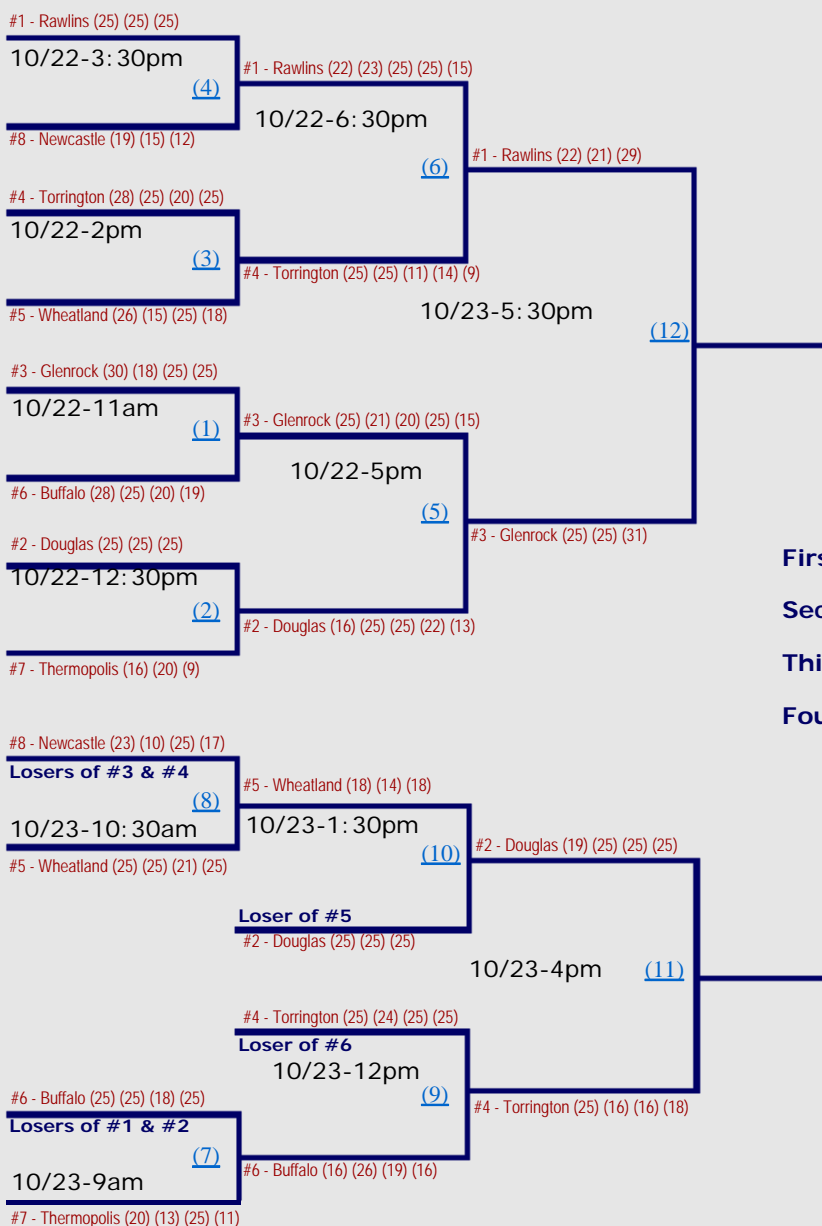 #1 - Rawlins (25) (25) (25)
10/22-3:30pm
(4)
#8 - Newcastle (19) (15) (12)
#1 - Rawlins (22) (23) (25) (25) (15)
10/22-6:30pm
(6)
#4 - Torrington (28) (25) (20) (25)
10/22-2pm
(3)
#5 - Wheatland (26) (15) (25) (18)
#4 - Torrington (25) (25) (11) (14) (9)
#1 - Rawlins (22) (21) (29)
10/23-5:30pm
(12)
#3 - Glenrock (30) (18) (25) (25)
10/22-11am
(1)
#6 - Buffalo (28) (25) (20) (19)
#3 - Glenrock (25) (21) (20) (25) (15)
10/22-5pm
(5)
#2 - Douglas (25) (25) (25)
10/22-12:30pm
(2)
#7 - Thermopolis (16) (20) (9)
#2 - Douglas (16) (25) (25) (22) (13)
#3 - Glenrock (25) (25) (31)
Firs
Sec
Thi
Fou
#8 - Newcastle (23) (10) (25) (17)
Losers of #3 & #4
(8)
10/23-10:30am
#5 - Wheatland (25) (25) (21) (25)
#5 - Wheatland (18) (14) (18)
10/23-1:30pm
(10)
Loser of #5
#2 - Douglas (25) (25) (25)
#2 - Douglas (19) (25) (25) (25)
10/23-4pm
(11)
#4 - Torrington (25) (24) (25) (25)
Loser of #6
10/23-12pm
(9)
#4 - Torrington (25) (16) (16) (18)
#6 - Buffalo (25) (25) (18) (25)
Losers of #1 & #2
(7)
10/23-9am
#6 - Buffalo (16) (26) (19) (16)
#7 - Thermopolis (20) (13) (25) (11)